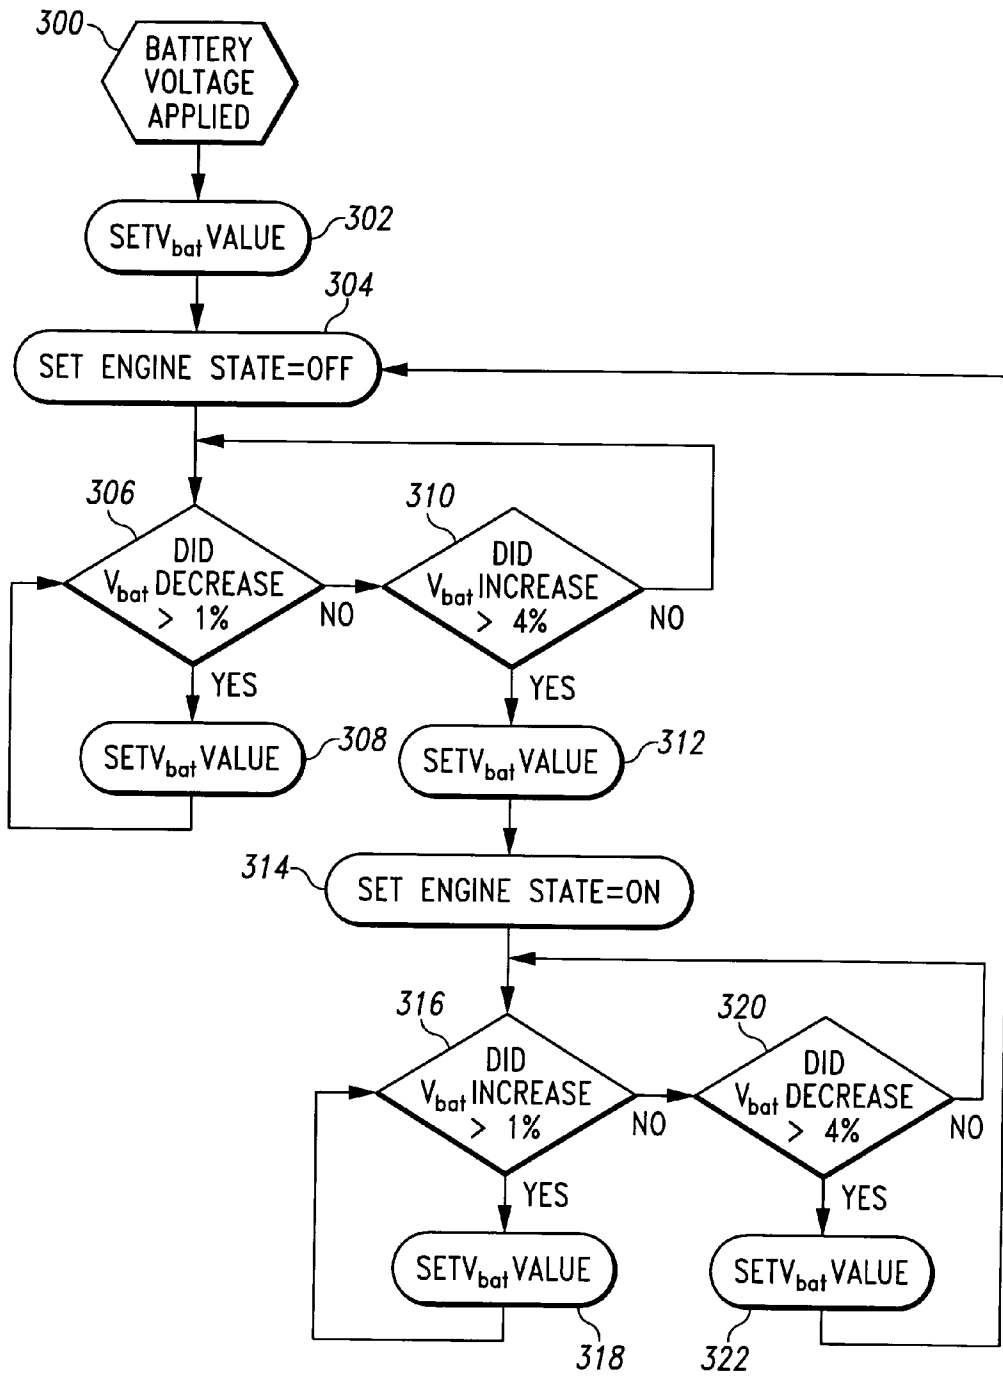 300
BATTERY
VOLTAGE
APPLIED
302
SETVbat VALUE
304
SET ENGINE STATE=OFF
306
DID
Vbat DECREASE
> 1%
NO
YES
310
DID
Vbat INCREASE
> 4%
NO
YES
SETVbat VALUE
308
SETVbat VALUE
312
314
SET ENGINE STATE=ON
316
DID
Vbat INCREASE
> 1%
NO
YES
320
DID
Vbat DECREASE
> 4%
NO
YES
SETVbat VALUE
318
SETVbat VALUE
322